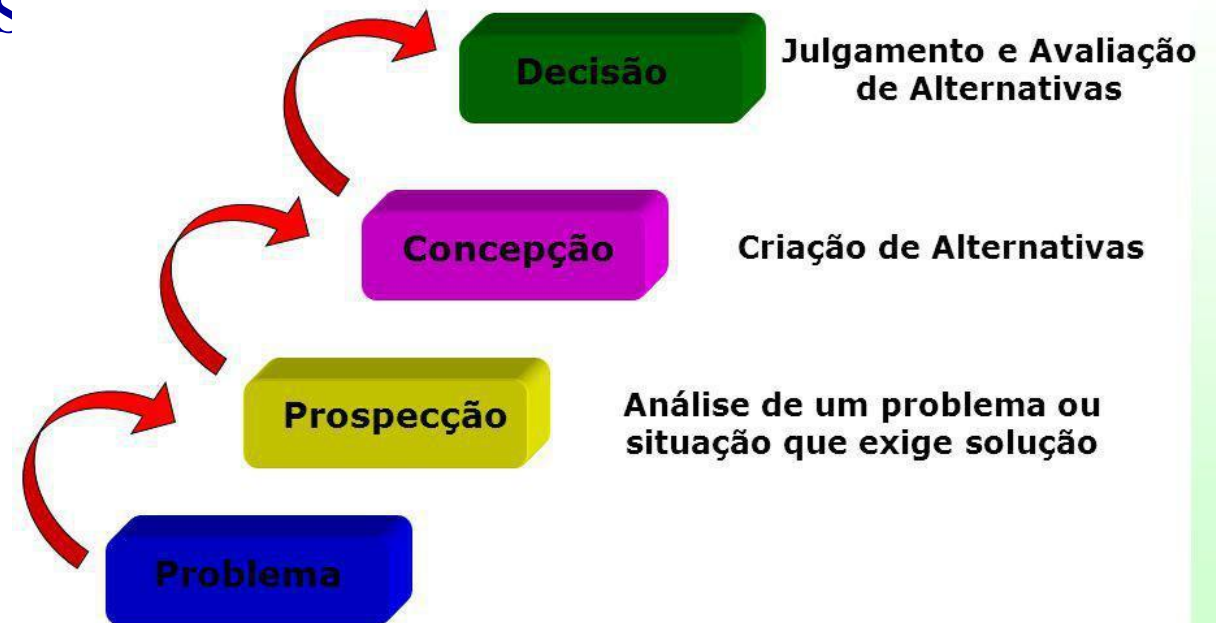 Decisão
Julgamento e Avaliação
de Alternativas
Concepção
Criação de Alternativas
Prospecção
Análise de um problema ou
situação que exige solução
Problema